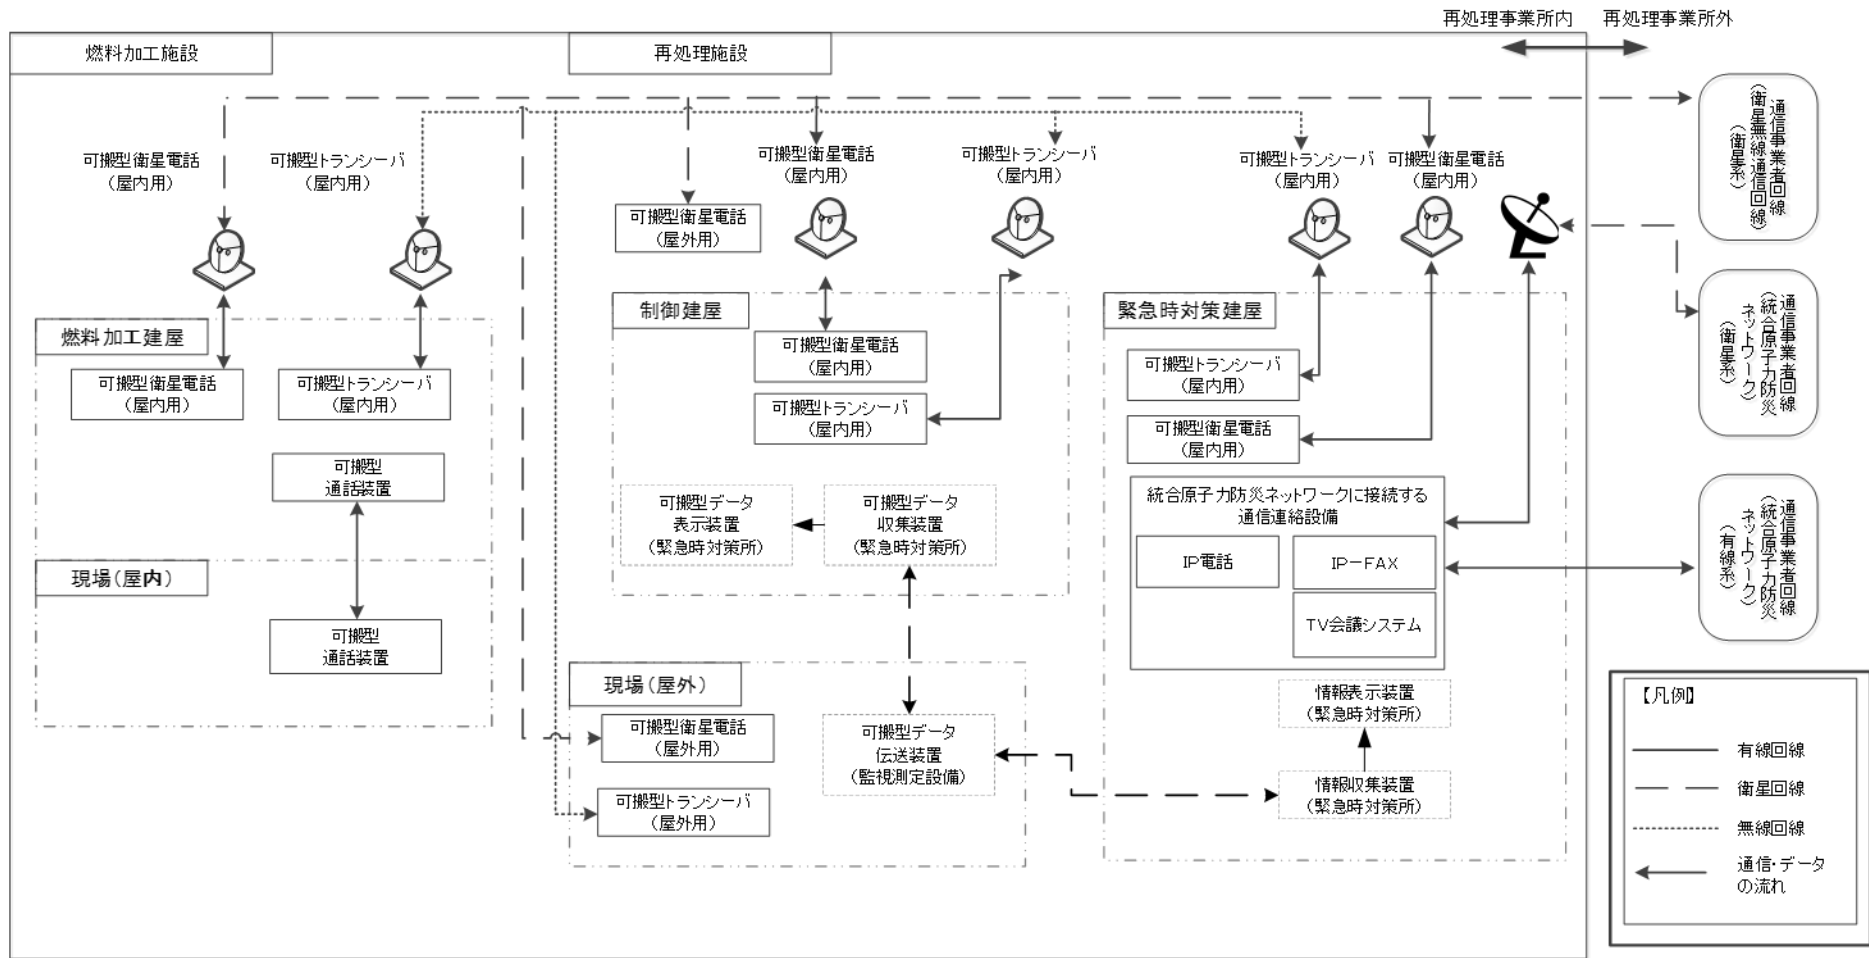 再処理事業所内
再処理事業所外
燃料加工施設
再処理施設
可搬型衛星電話
(屋内用)
可搬型トランシーバ
(屋内用)
可搬型衛星電話
(屋外用)
可搬型衛星電話
(屋内用)
可搬型トランシーバ
(屋内用)
可搬型トランシーバ
(屋内用)
可搬型衛星電話
(屋内用)
通信事業者回線
(衛星無線通信回線)
(衛星系)
通信事業者回線
(統合原子力防災
ネットワーク)
(衛星系)
通信事業者回線
(統合原子力防災
ネットワーク)
(有線系)
燃料加工建屋
可搬型衛星電話
(屋内用)
可搬型トランシーバ
(屋内用)
可搬型
通話装置
現場(屋内)
可搬型
通話装置
制御建屋
可搬型衛星電話
(屋内用)
可搬型トランシーバ
(屋内用)
可搬型データ
表示装置
(緊急時対策所)
可搬型データ
収集装置
(緊急時対策所)
現場(屋外)
可搬型衛星電話
(屋外用)
可搬型トランシーバ
(屋外用)
可搬型データ
伝送装置
(監視測定設備)
緊急時対策建屋
可搬型トランシーバ
(屋内用)
可搬型衛星電話
(屋内用)
統合原子力防災ネットワークに接続する
通信連絡設備
IP電話
IP-FAX
TV会議システム
情報表示装置
(緊急時対策所)
情報収集装置
(緊急時対策所)
【凡例】
有線回線
衛星回線
無線回線
通信・データ
の流れ